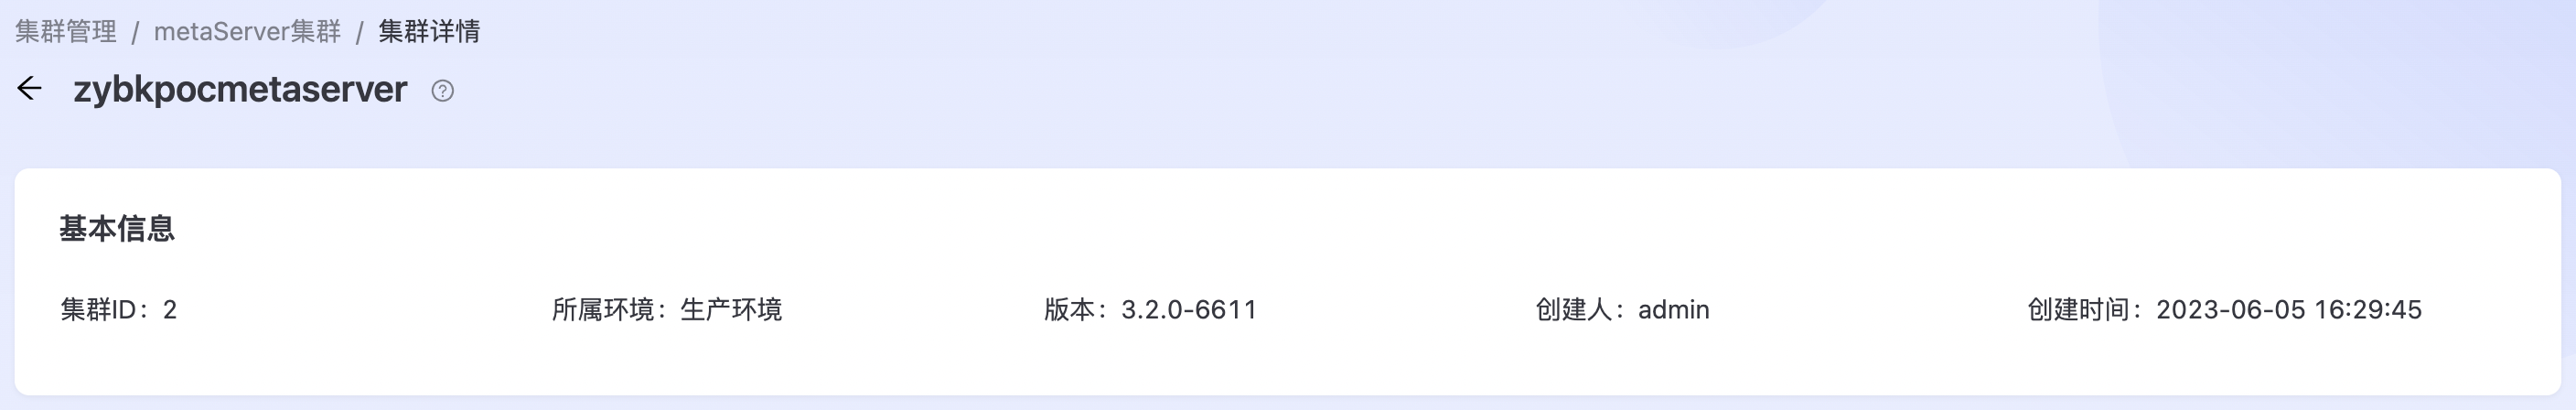 集群管理 / metaServer集群 / 集群详情
zybkpocmetaserver
基本信息
集群ID：2 所属环境：生产环境 版本：3.2.0-6611 创建人：admin 创建时间：2023-06-05 16:29:45